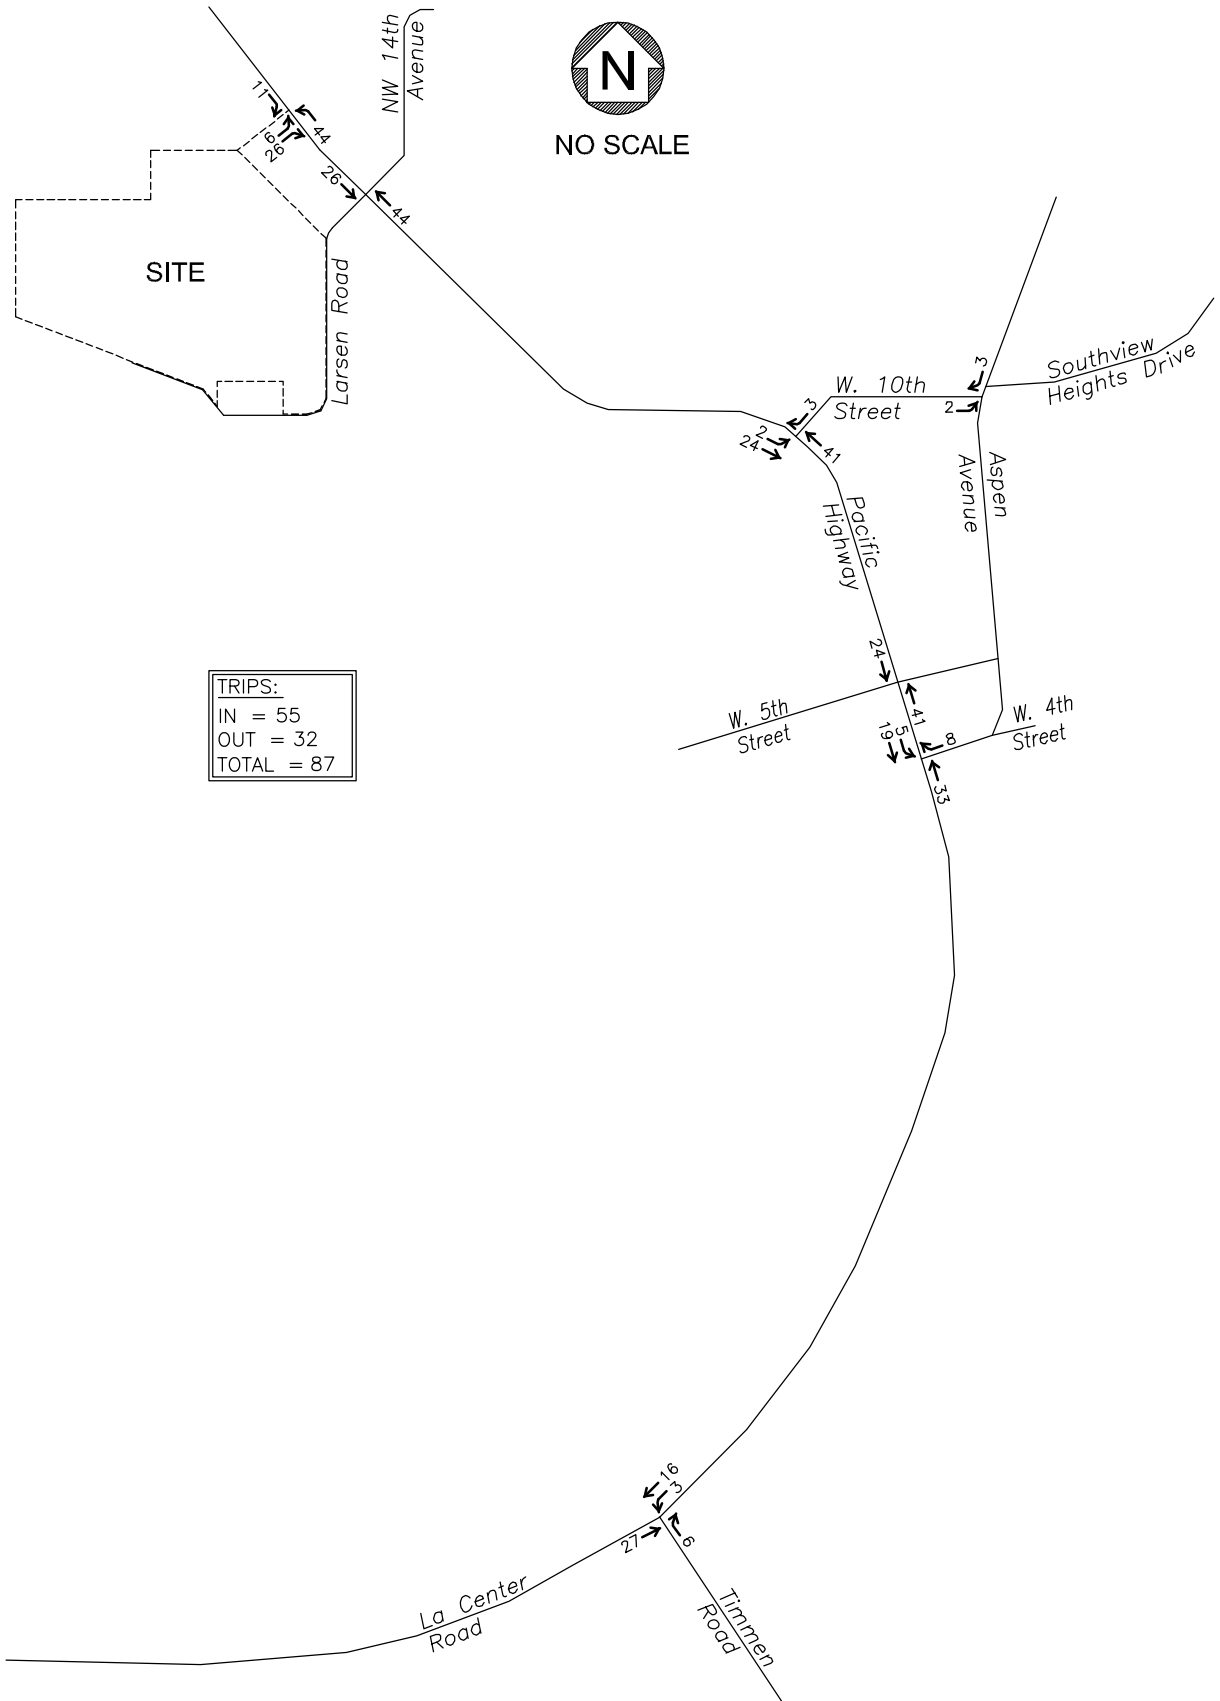 NW 14th
Avenue
N
NO SCALE
11
44
6
26
26
44
SITE
Larsen Road
3
Southview
Heights Drive
W. 10th
Street
2
3
2
24
41
Aspen
Avenue
Pacific
Highway
24
TRIPS:
IN = 55
OUT = 32
TOTAL = 87
W. 5th
Street
41
W. 4th
Street
19
5
8
33
16
3
27
6
La Center
Road
Timmen
Road